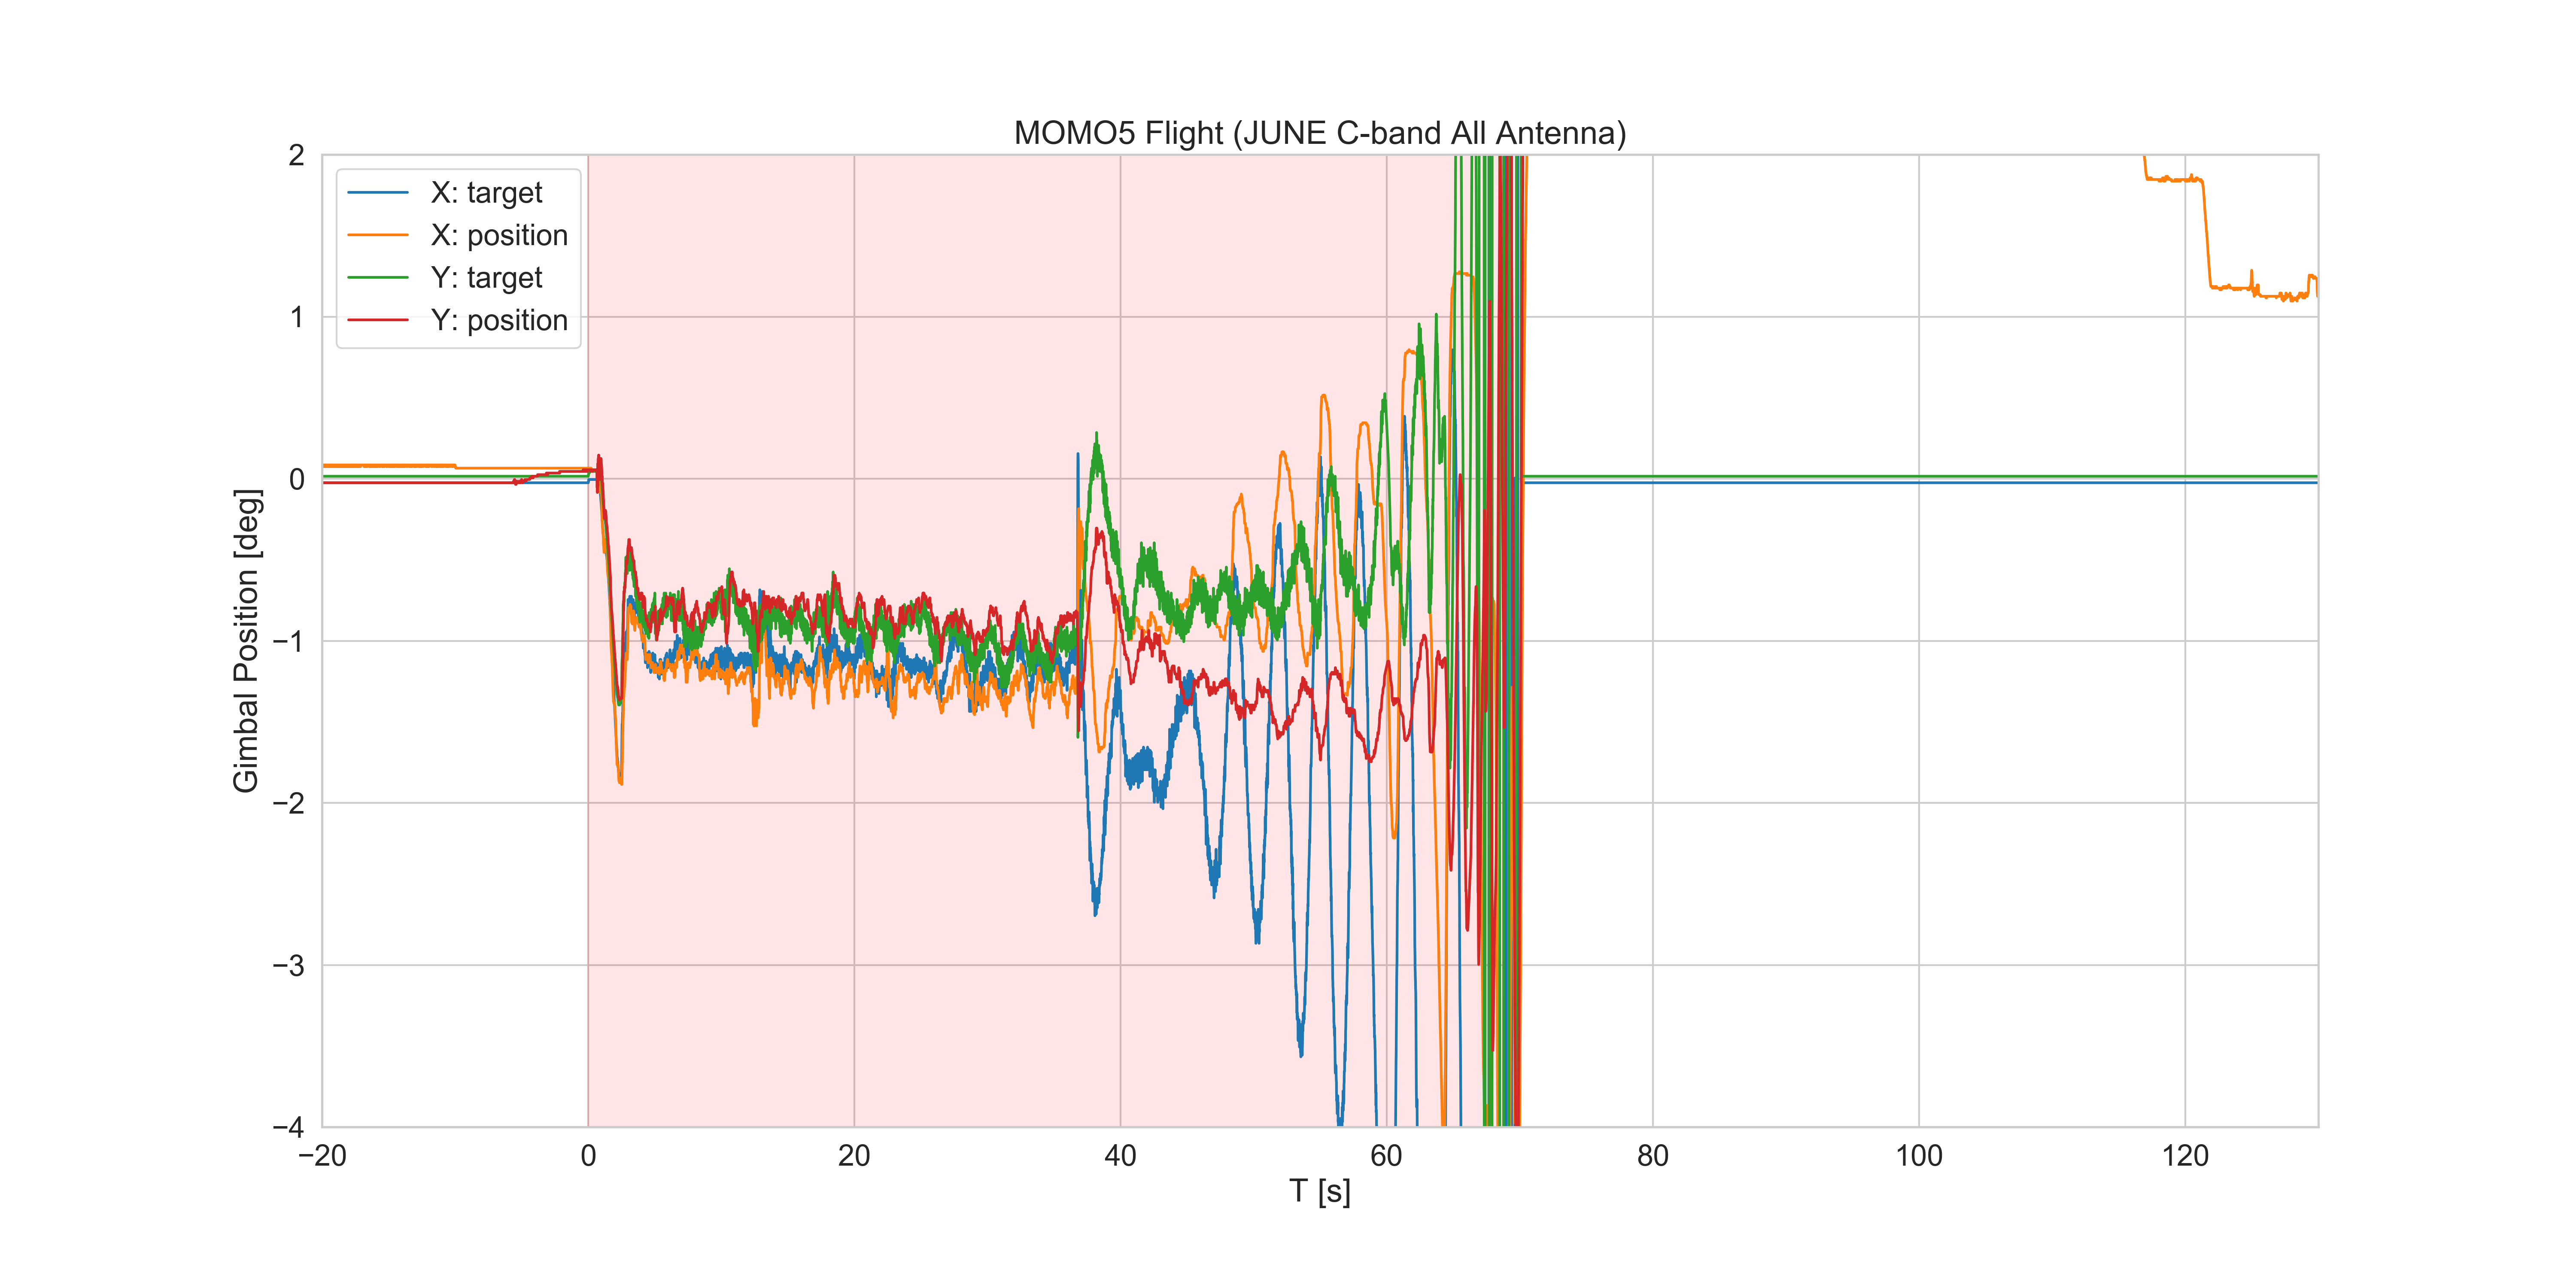 MOMO5 Flight (JUNE C-band All Antenna)
X: target
X: position
Y: target
Y: position
Gimbal Position [deg]
2
1
0
−1
−2
−3
−4
−20 0 20 40 60 80 100 120
T [s]